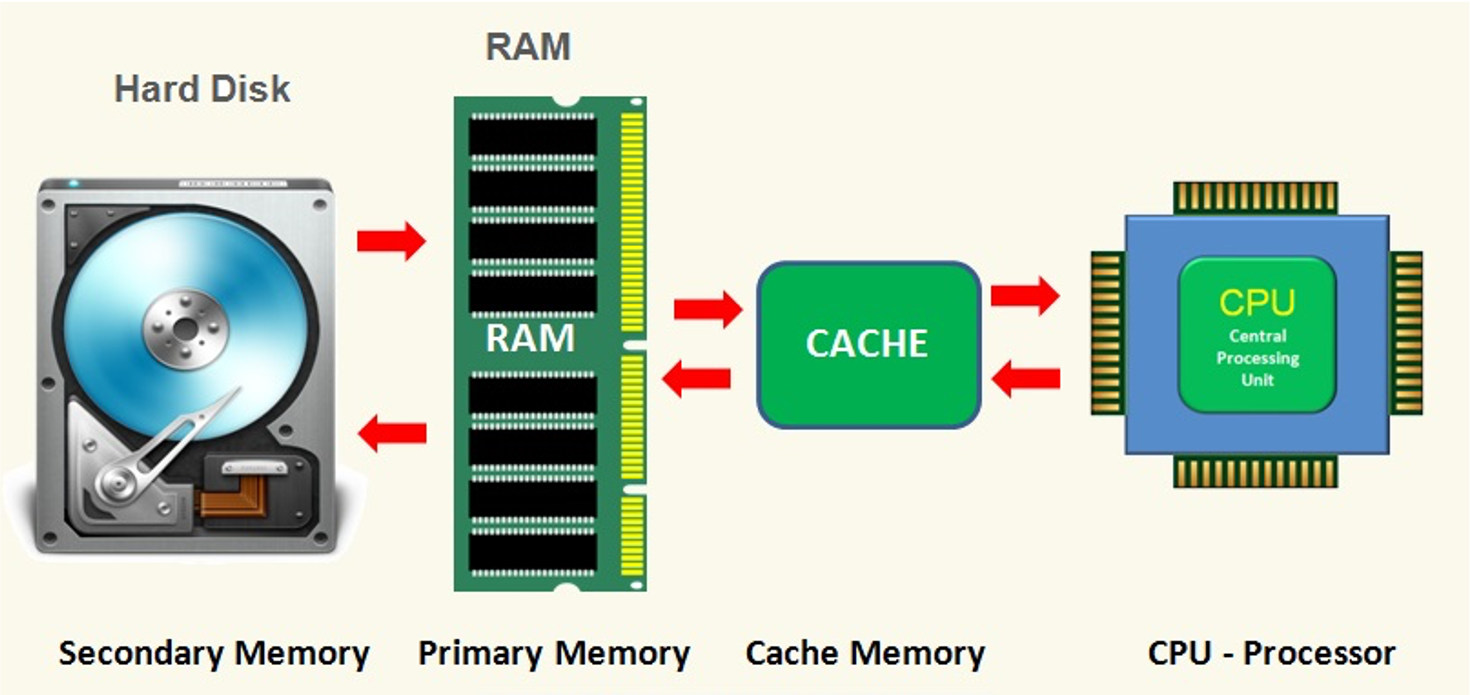 RAM
Hard Disk
RAM
CACHE
CPU
Central
Processing
Unit
Secondary Memory
Primary Memory
Cache Memory
CPU - Processor